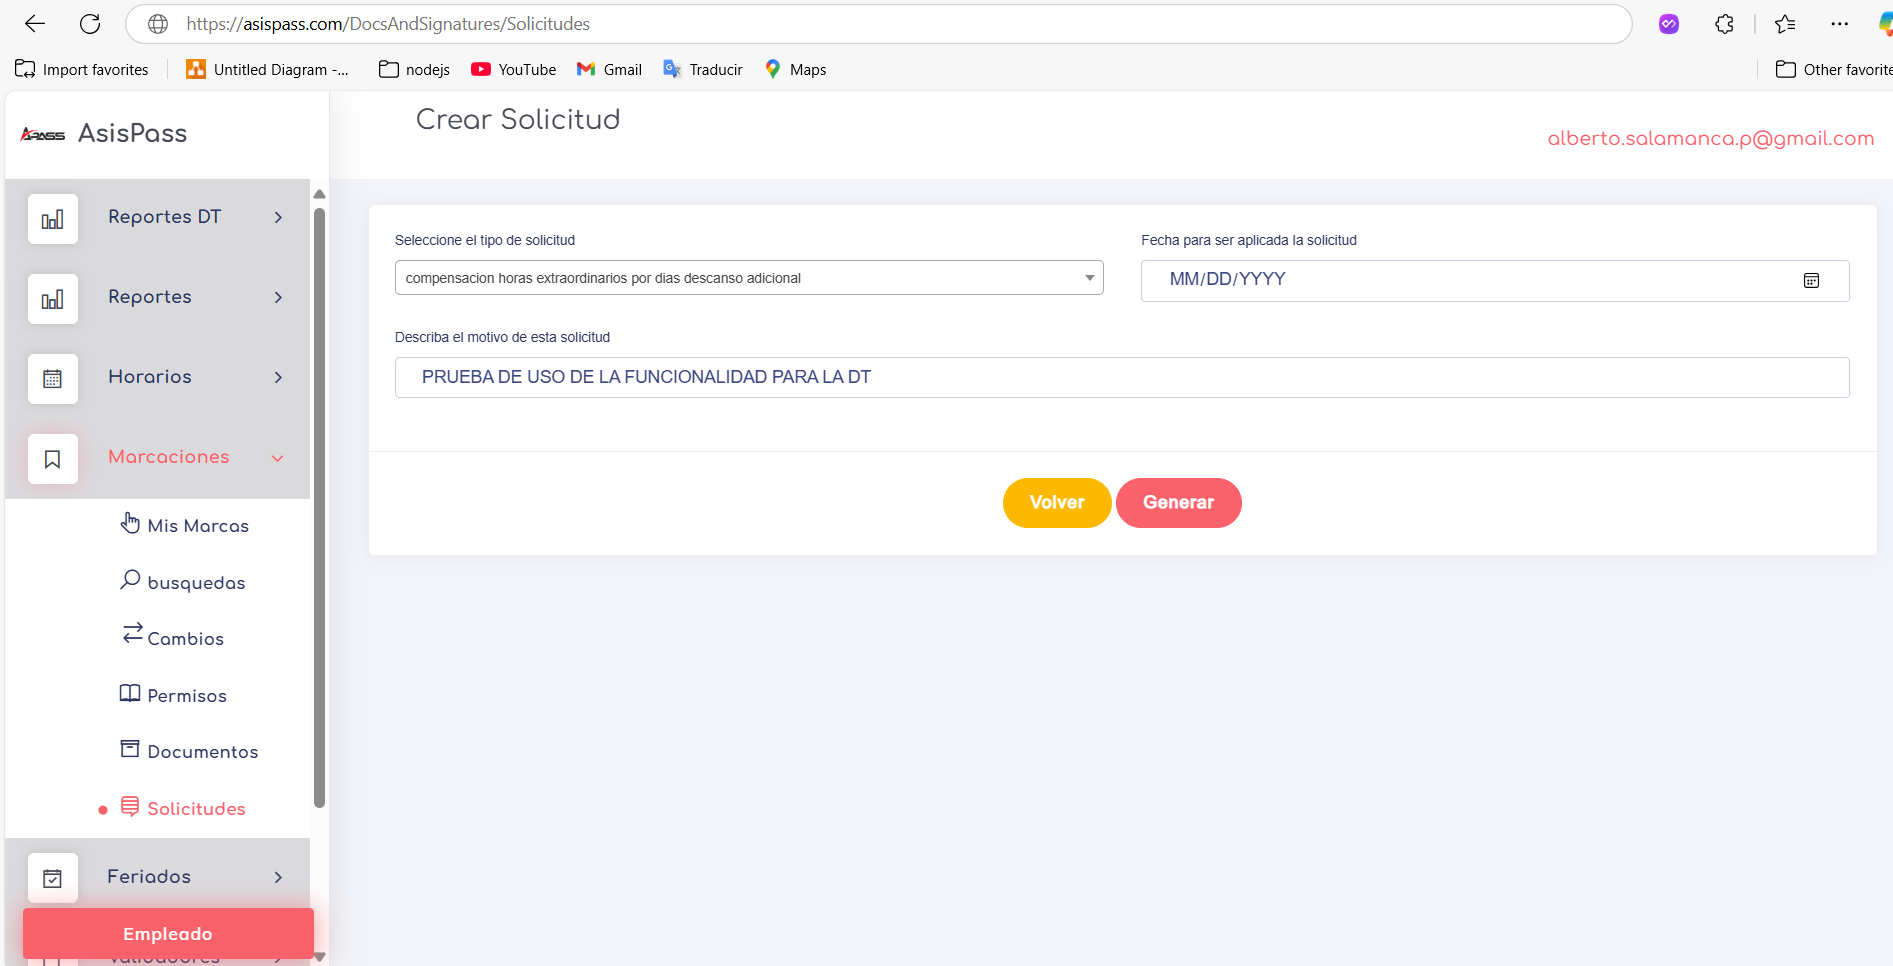 https://asispass.com/DocsAndSignatures/Solicitudes
Import favorites
Untitled Diagram -...
nodejs
YouTube
Gmail
Traducir
Maps
Other favorite
APASS AsisPass
Crear Solicitud
alberto.salamanca.p@gmail.com
Reportes DT
Reportes
Horarios
Marcaciones
Mis Marcas
busquedas
Cambios
Permisos
Documentos
Solicitudes
Feriados
Empleado
Validadores
Seleccione el tipo de solicitud
compensacion horas extraordinarios por dias descanso adicional
Fecha para ser aplicada la solicitud
MM/DD/YYYY
Describa el motivo de esta solicitud
PRUEBA DE USO DE LA FUNCIONALIDAD PARA LA DT
Volver
Generar